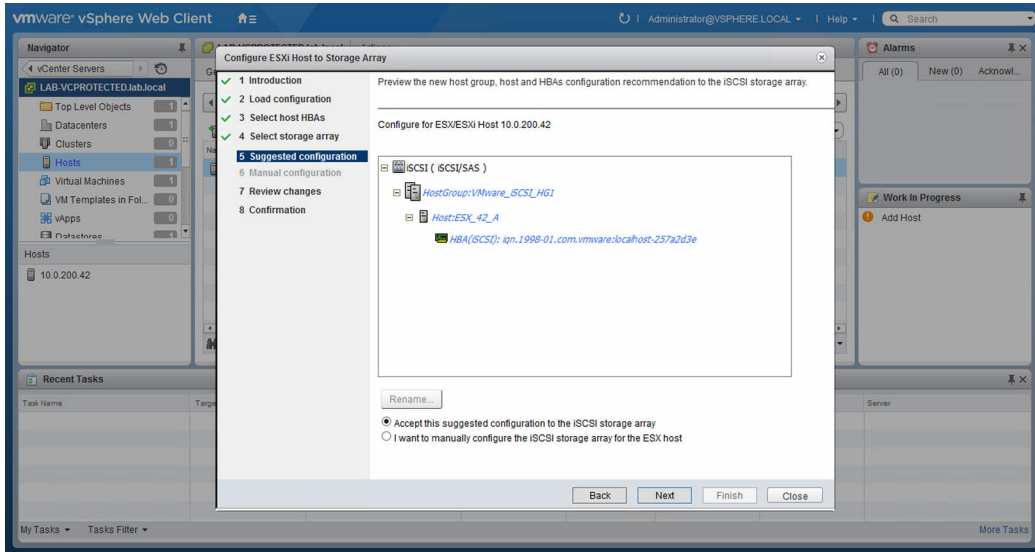 vmware® vSphere Web Client
Administrator@VSPHERE.LOCAL
Help
Search
Navigator
vCenter Servers
LAB-VCPROTECTED.lab.local
Top Level Objects 1
Datacenters 1
Clusters 0
Hosts 1
Virtual Machines 1
VM Templates in Fol... 0
vApps 0
Datastores
Hosts
10.0.200.42
Configure ESXi Host to Storage Array
1 Introduction
2 Load configuration
3 Select host HBAs
4 Select storage array
5 Suggested configuration
6 Manual configuration
7 Review changes
8 Confirmation
Preview the new host group, host and HBAs configuration recommendation to the iSCSI storage array.
Configure for ESX/ESXi Host 10.0.200.42
iSCSI ( iSCSI/SAS )
HostGroup:VMware_iSCSI_HG1
Host:ESX_42_A
HBA(iSCSI): iqn.1998-01.com.vmware:localhost-257a2d3e
Rename...
Accept this suggested configuration to the iSCSI storage array
I want to manually configure the iSCSI storage array for the ESX host
Back
Next
Finish
Close
Alarms
All (0)
New (0)
Acknowl...
Work In Progress
Add Host
Recent Tasks
Task Name
Targe
Server
My Tasks
Tasks Filter
More Tasks